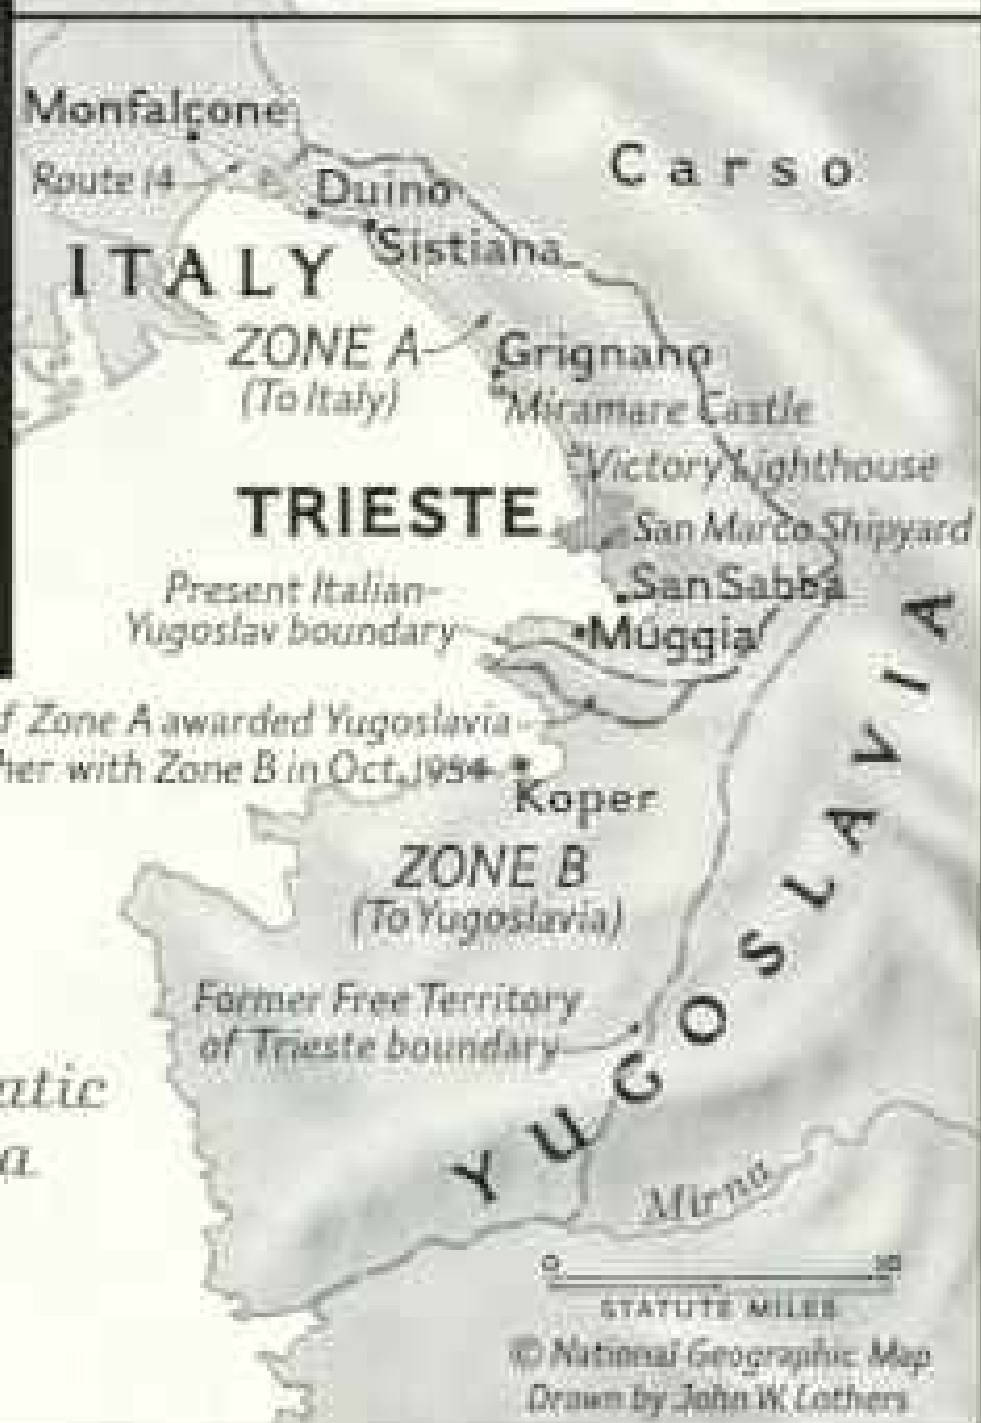 Monfalcone
Route 14
Duino
Carso
Sistiana
ITALY
ZONE A
(To Italy)
Grignano
Miramare Castle
Victory Lighthouse
TRIESTE
San Marco Shipyard
San Sabba
Present Italian-
Yugoslav boundary
Muggia
f Zone A awarded Yugoslavia
her with Zone B in Oct., 1954
Koper
ZONE B
(To Yugoslavia)
Former Free Territory
of Trieste boundary
YUGOSLAVIA
atic
a
Mirna
0 10
STATUTE MILES
© National Geographic Map
Drawn by John W. Lothers